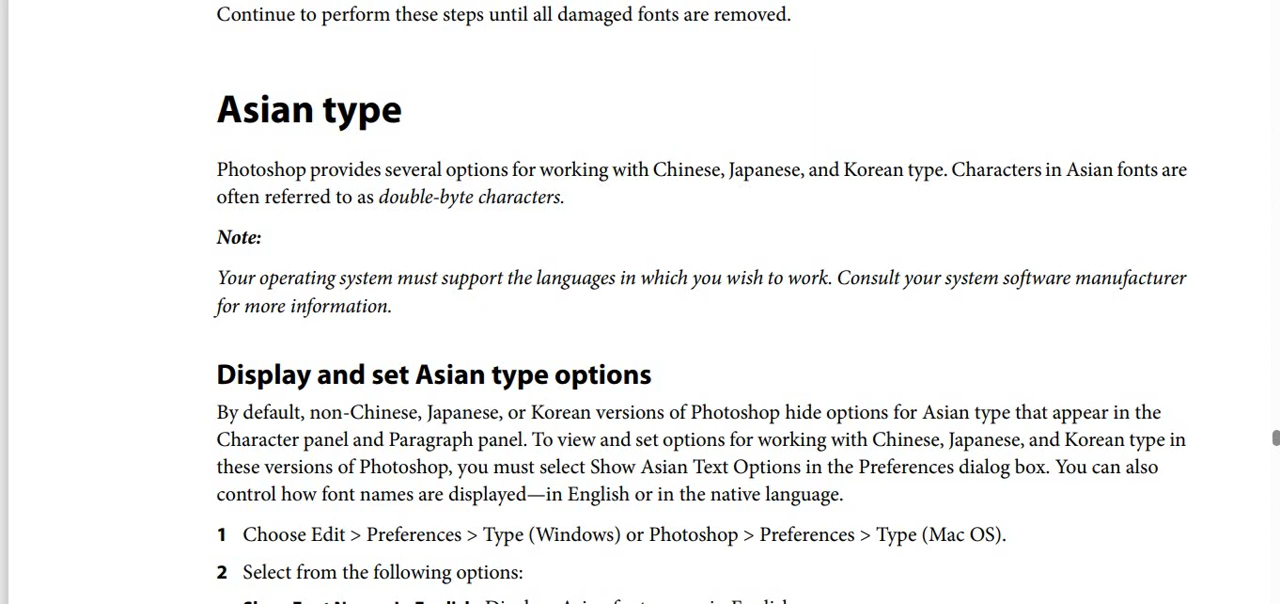 Continue to perform these steps until all damaged fonts are removed.
Asian type
Photoshop provides several options for working with Chinese, Japanese, and Korean type. Characters in Asian fonts are
often referred to as double-byte characters.
Note:
Your operating system must support the languages in which you wish to work. Consult your system software manufacturer
for more information.
Display and set Asian type options
By default, non-Chinese, Japanese, or Korean versions of Photoshop hide options for Asian type that appear in the
Character panel and Paragraph panel. To view and set options for working with Chinese, Japanese, and Korean type in
these versions of Photoshop, you must select Show Asian Text Options in the Preferences dialog box. You can also
control how font names are displayed—in English or in the native language.
1 Choose Edit > Preferences > Type (Windows) or Photoshop > Preferences > Type (Mac OS).
2 Select from the following options: